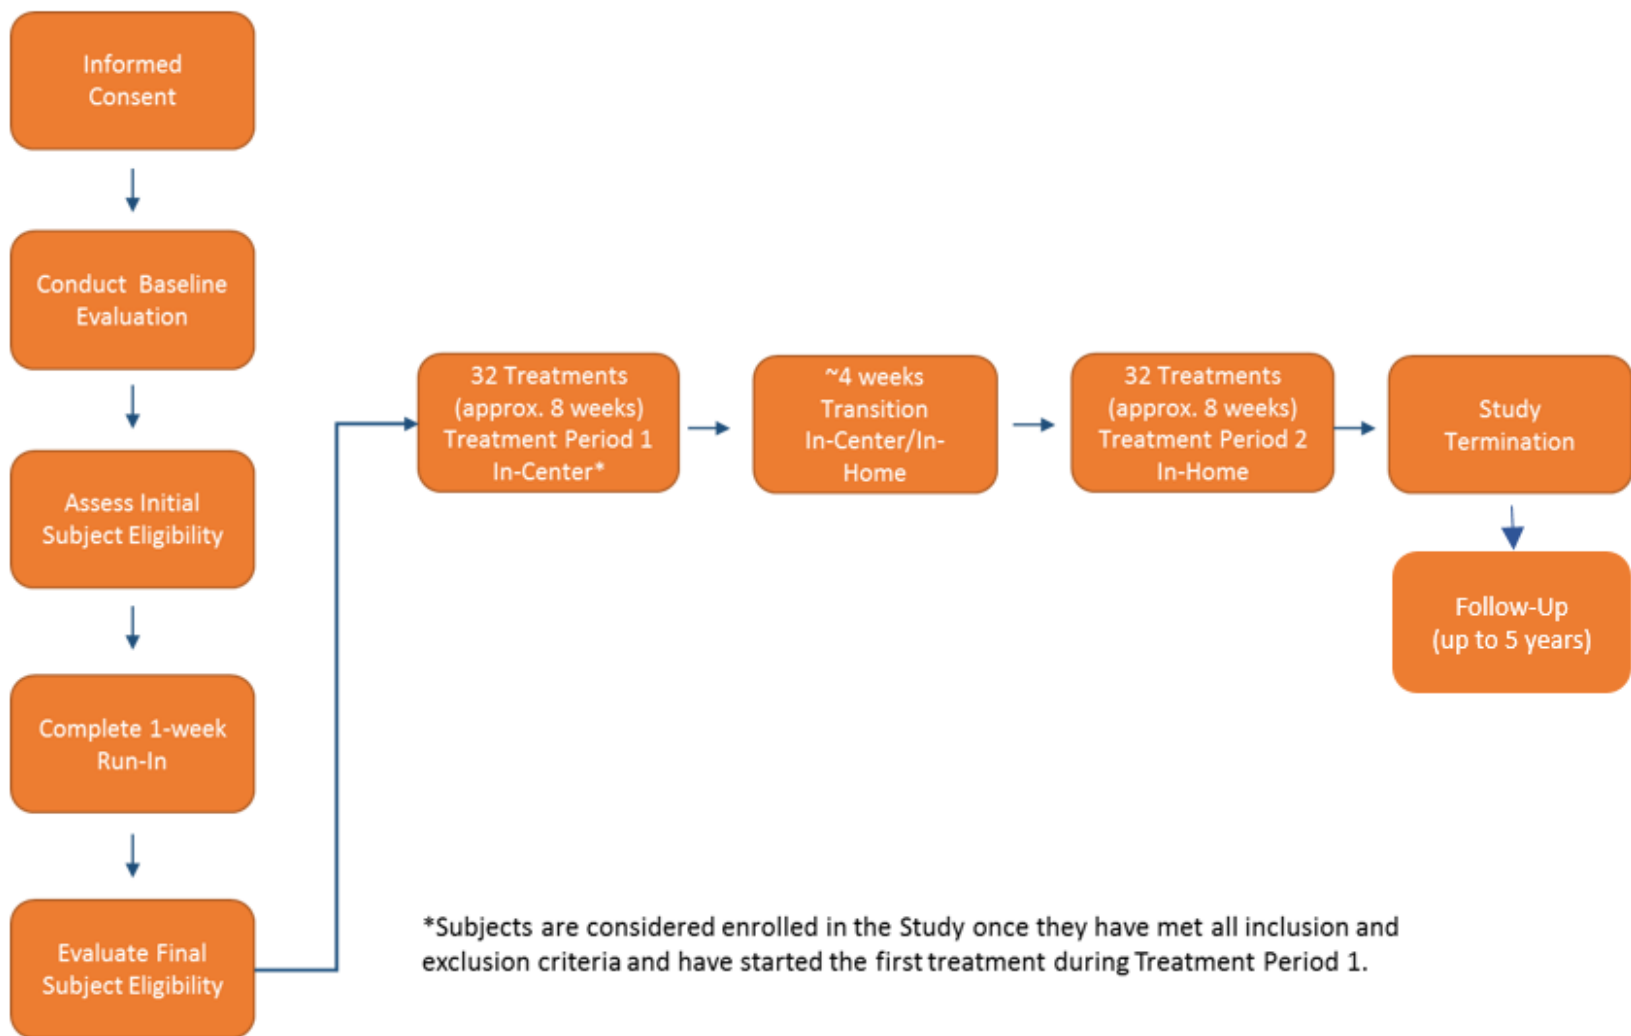 Informed
Consent
Conduct Baseline
Evaluation
Assess Initial
Subject Eligibility
Complete 1-week
Run-In
Evaluate Final
Subject Eligibility
32 Treatments
(approx. 8 weeks)
Treatment Period 1
In-Center*
~4 weeks
Transition
In-Center/In-
Home
32 Treatments
(approx. 8 weeks)
Treatment Period 2
In-Home
Study
Termination
Follow-Up
(up to 5 years)
*Subjects are considered enrolled in the Study once they have met all inclusion and
exclusion criteria and have started the first treatment during Treatment Period 1.